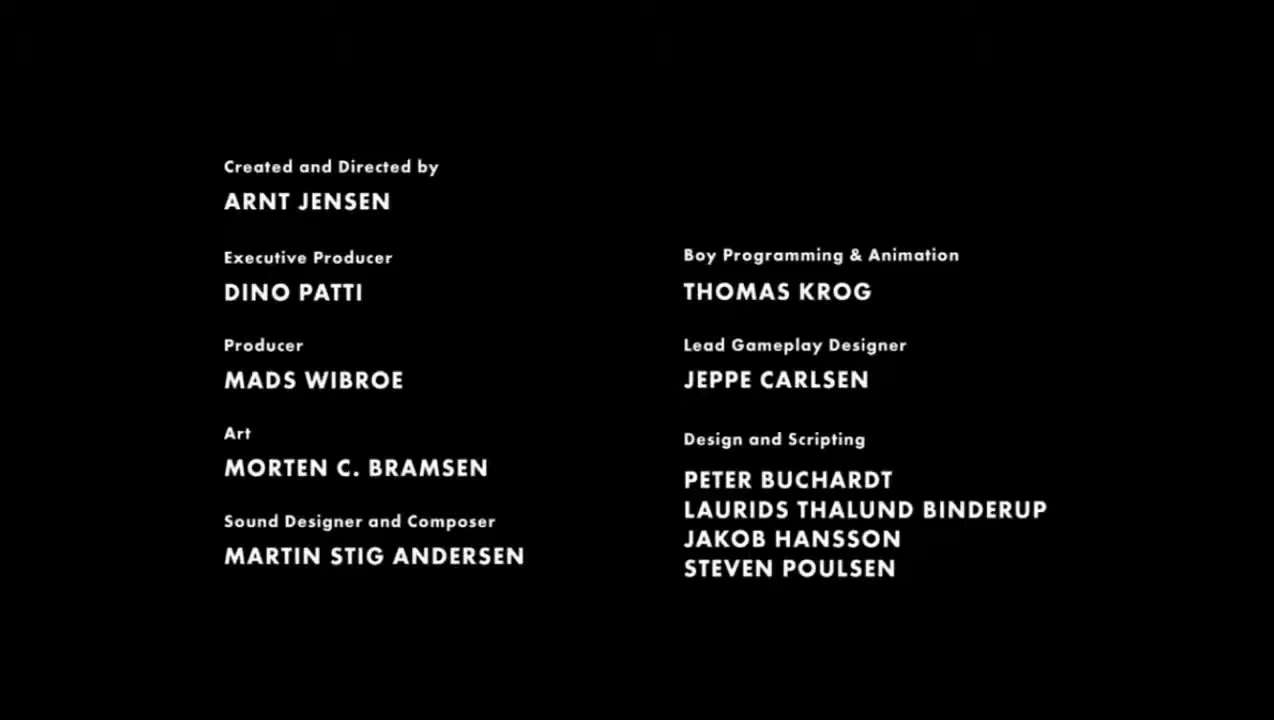 Created and Directed by
ARNT JENSEN
Executive Producer
DINO PATTI
Producer
MADS WIBROE
Art
MORTEN C. BRAMSEN
Sound Designer and Composer
MARTIN STIG ANDERSEN
Boy Programming & Animation
THOMAS KROG
Lead Gameplay Designer
JEPPE CARLSEN
Design and Scripting
PETER BUCHARDT
LAURIDS THALUND BINDERUP
JAKOB HANSSON
STEVEN POULSEN